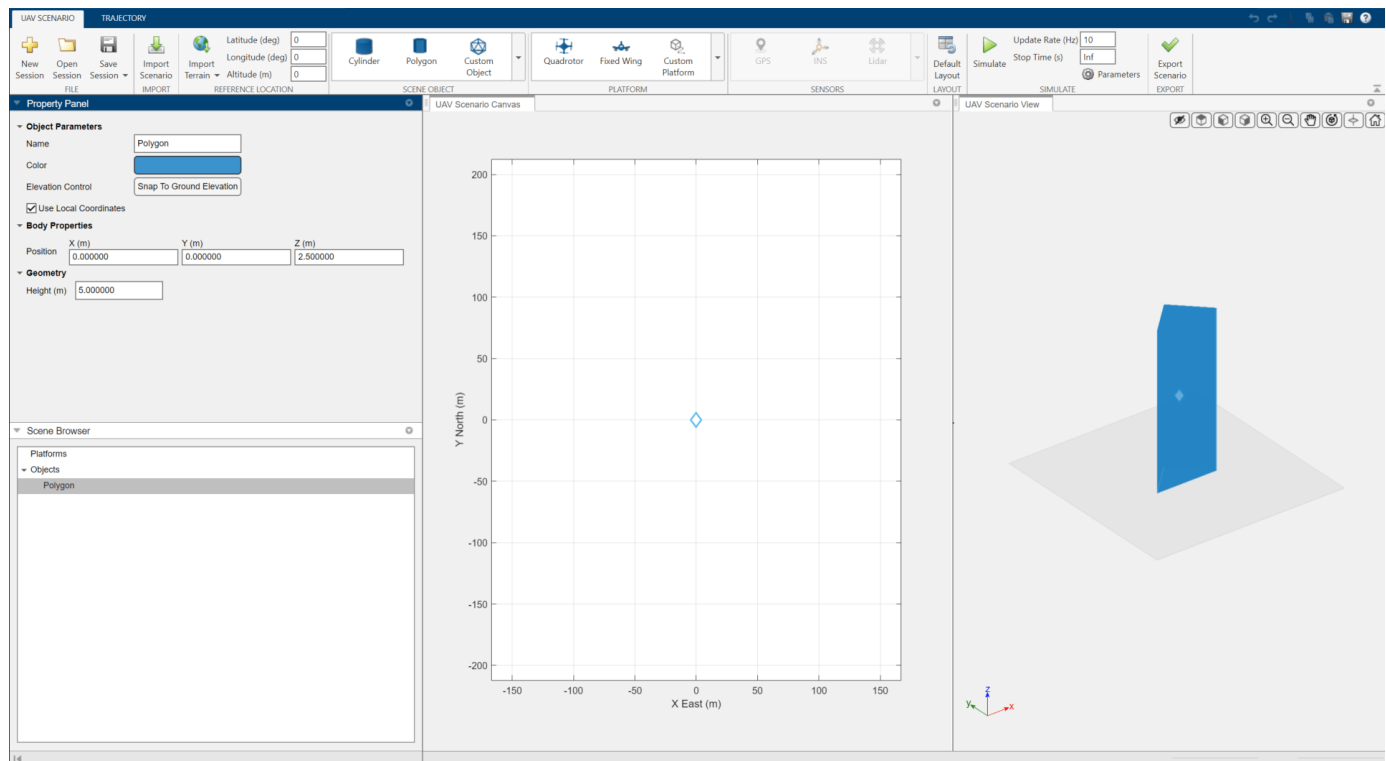 UAV SCENARIO TRAJECTORY
New Session
Open Session
Save Session
FILE
Import Scenario
IMPORT
Import Terrain
Latitude (deg) 0
Longitude (deg) 0
Altitude (m) 0
REFERENCE LOCATION
Cylinder
Polygon
Custom Object
SCENE OBJECT
Quadrotor
Fixed Wing
Custom Platform
PLATFORM
GPS
INS
Lidar
SENSORS
Default Layout
LAYOUT
Simulate
Update Rate (Hz) 10
Stop Time (s) Inf
Parameters
SIMULATE
Export Scenario
EXPORT
Property Panel
Object Parameters
Name Polygon
Color
Elevation Control Snap To Ground Elevation
Use Local Coordinates
Body Properties
X (m) Y (m) Z (m)
Position 0.000000 0.000000 2.500000
Geometry
Height (m) 5.000000
Scene Browser
Platforms
Objects
Polygon
UAV Scenario Canvas
200
150
100
50
0
-50
-100
-150
-200
Y North (m)
-150 -100 -50 0 50 100 150
X East (m)
UAV Scenario View
z
y
x